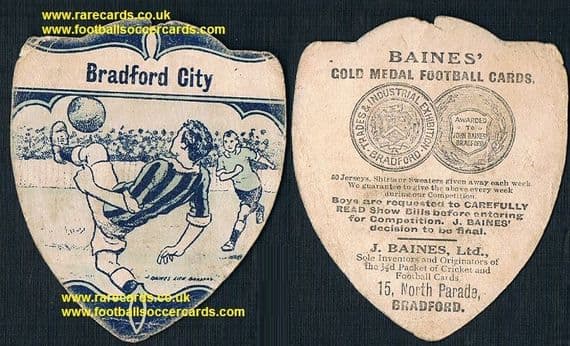 www.rarecards.co.uk
www.footballsoccercards.com
Bradford City
J BAINES LITH BRADFORD
www.rarecards.co.uk
www.footballsoccercards.com
BAINES'
GOLD MEDAL FOOTBALL CARDS.
TRADES & INDUSTRIAL EXHIBITION
BRADFORD
AWARDED
TO
JOHN BAINES
BRADFORD
60 Jerseys, Shirts or Sweaters given away each week
We guarantee to give the above every week
during our Competition.
Boys are requested to CAREFULLY
READ Show Bills before entering
for Competition. J. BAINES'
decision to be final.
J. BAINES, Ltd.,
Sole Inventors and Originators of
the ½d Packet of Cricket and
Football Cards
15, North Parade,
BRADFORD.